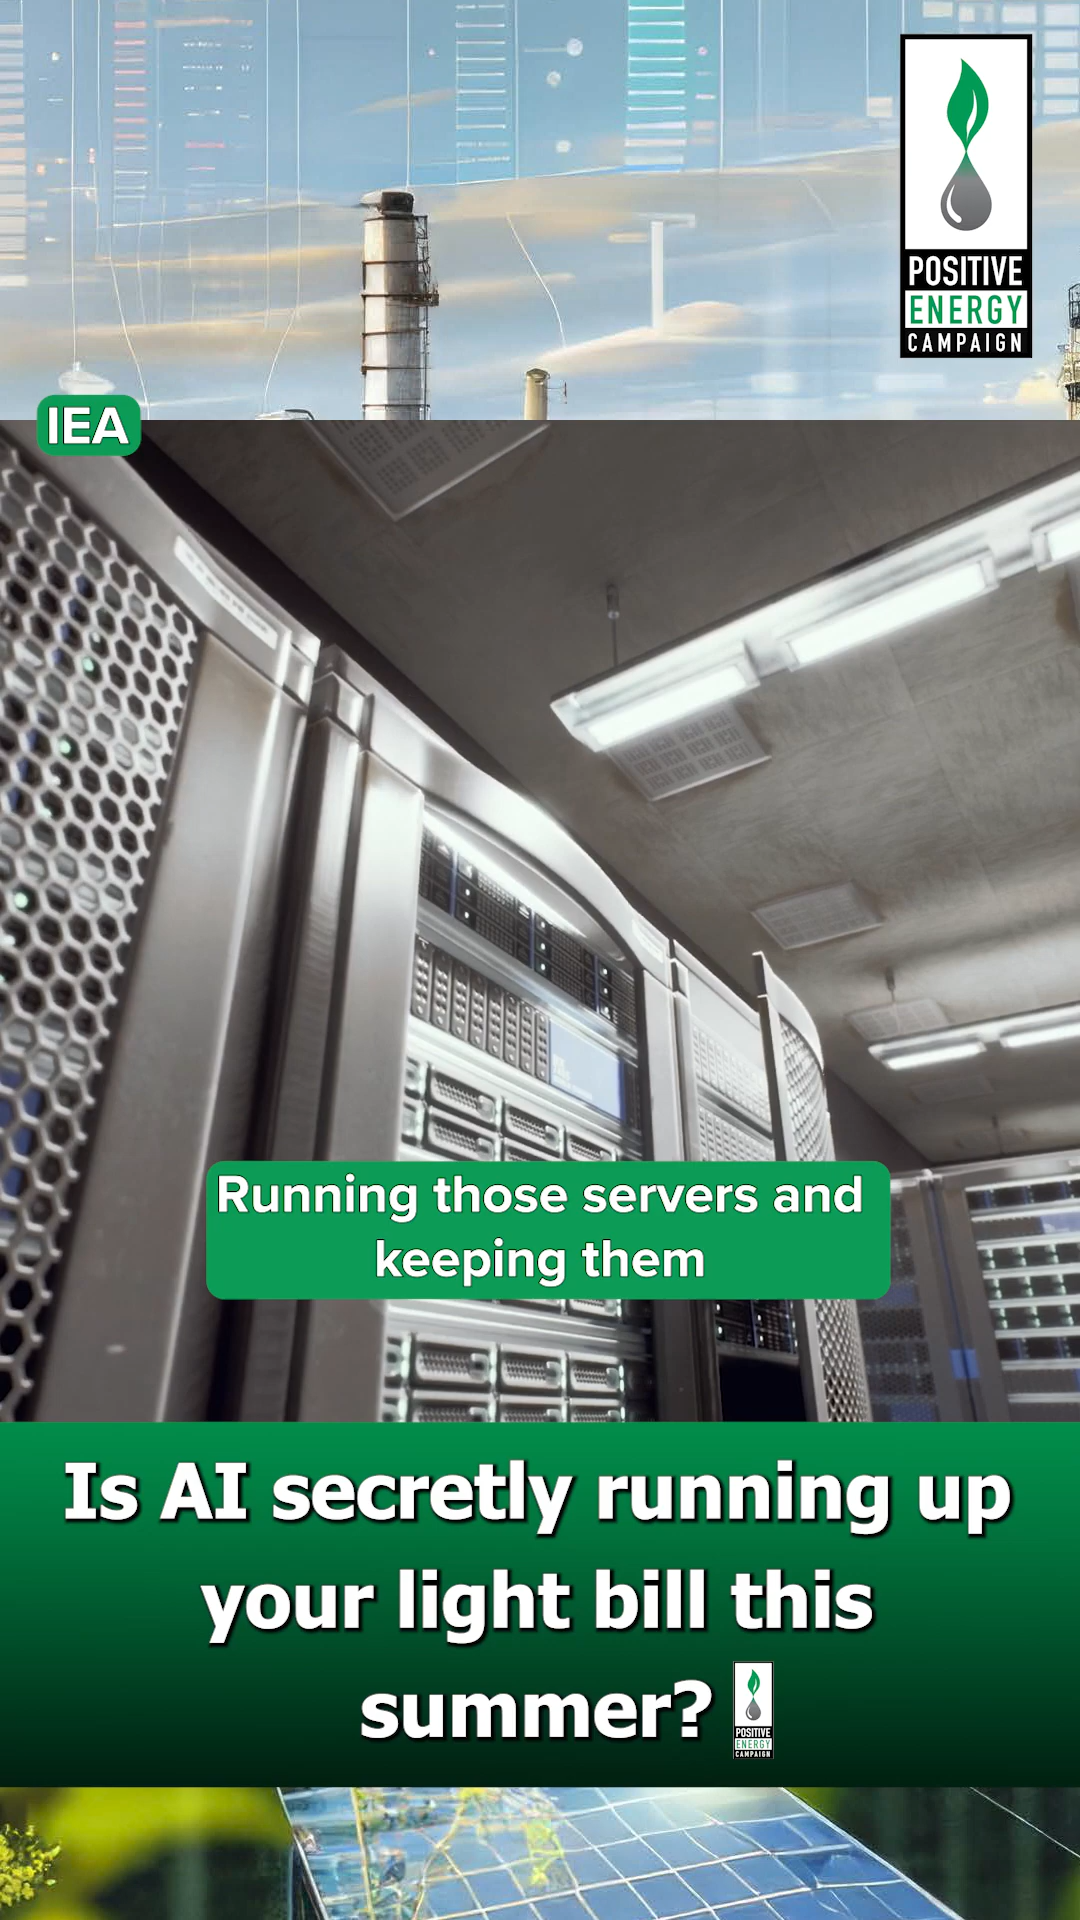 POSITIVE
ENERGY
CAMPAIGN
IEA
Running those servers and
keeping them
Is AI secretly running up
your light bill this
summer?
POSITIVE
ENERGY
CAMPAIGN